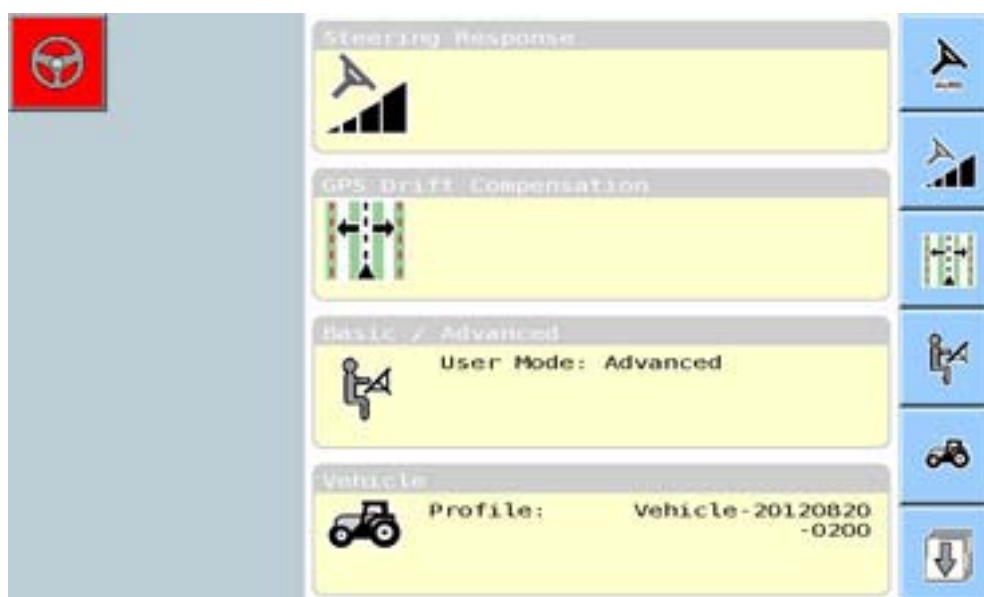 Steering Response
GPS Drift Compensation
Basic / Advanced
User Mode: Advanced
Vehicle
Profile: Vehicle-20120820
-0200